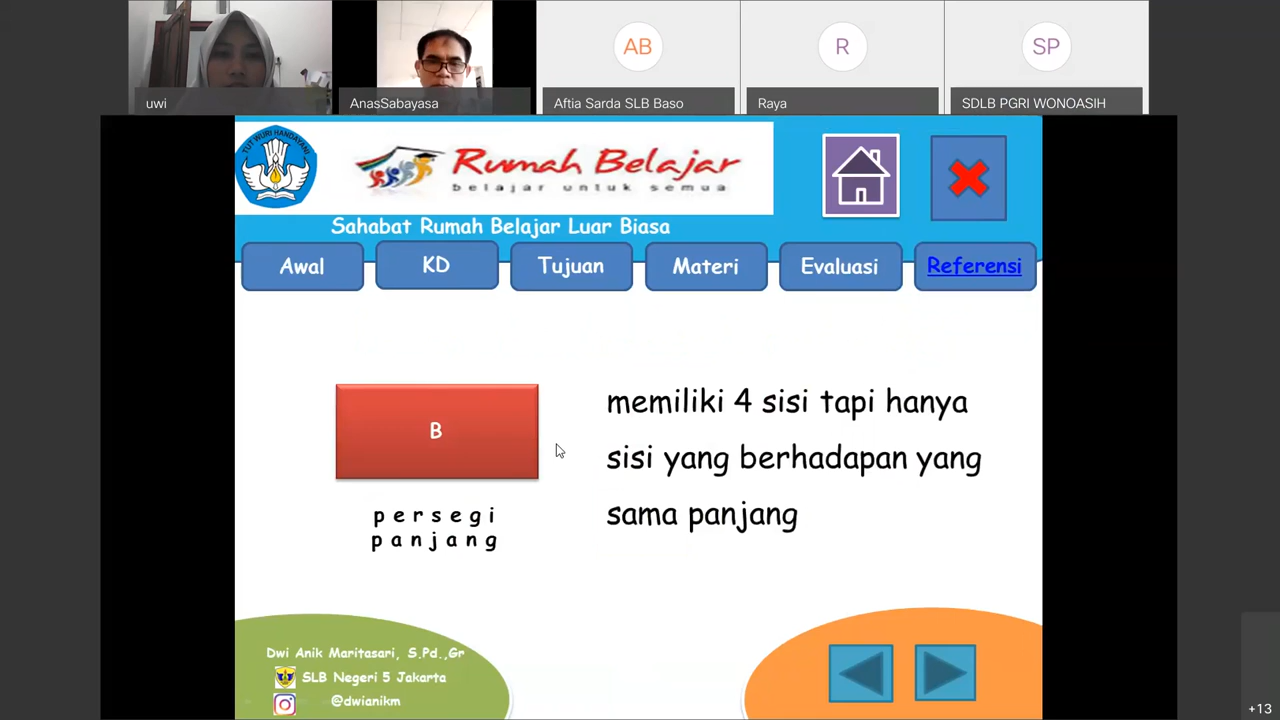 AB
R
SP
uwi
AnasSabayasa
Aftia Sarda SLB Baso
Raya
SDLB PGRI WONOASIH
TUT WURI HANDAYANI
Rumah Belajar
belajar untuk semua
Sahabat Rumah Belajar Luar Biasa
Awal
KD
Tujuan
Materi
Evaluasi
Referensi
B
persegi
panjang
memiliki 4 sisi tapi hanya
sisi yang berhadapan yang
sama panjang
Dwi Anik Maritasari, S.Pd.,Gr
SLB Negeri 5 Jakarta
@dwianikm
+13